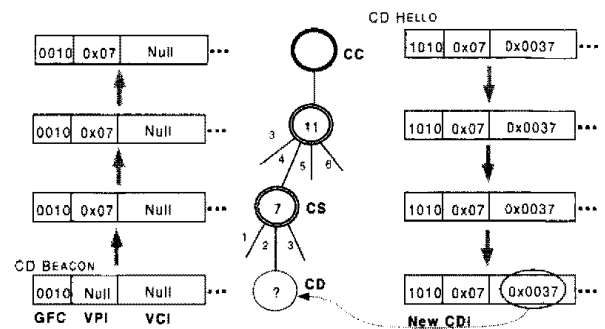 CD HELLO
0010 0x07 Null ...
CC
1010 0x07 0x0037 ...
0010 0x07 Null ...
11
3 4 5 6
1010 0x07 0x0037 ...
0010 0x07 Null ...
7 CS
1 2 3
1010 0x07 0x0037 ...
CD BEACON
0010 Null Null ...
? CD
1010 0x07 0x0037 ...
GFC VPI VCI
New CDI